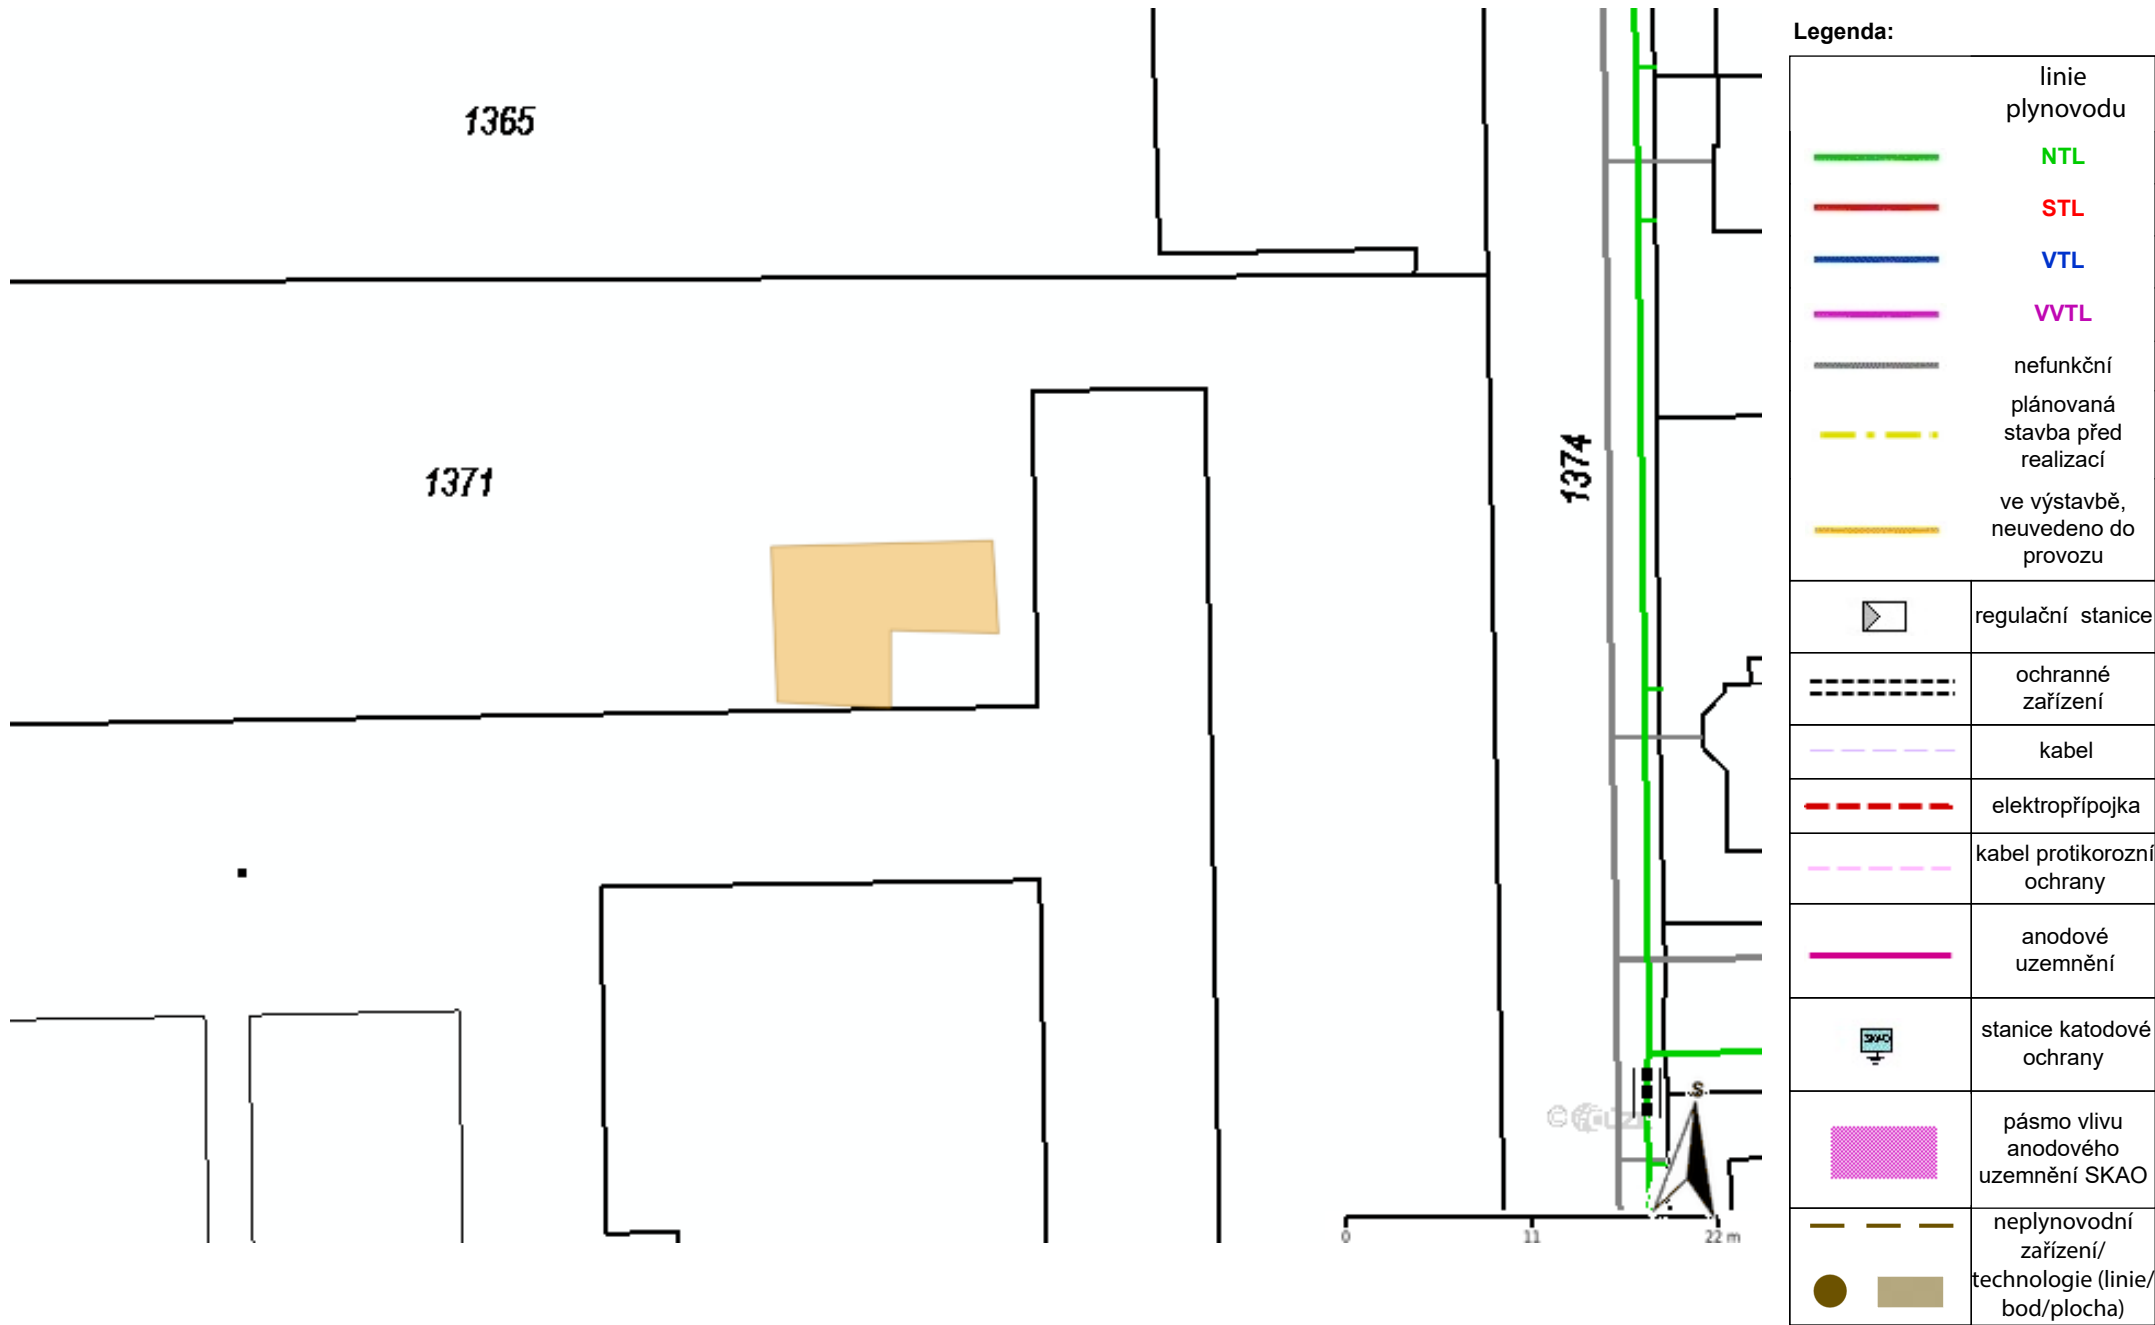 1365
1371
1374
0
11
22 m
S
©
Legenda:
linie
plynovodu
NTL
STL
VTL
VVTL
nefunkční
plánovaná
stavba před
realizací
ve výstavbě,
neuvedeno do
provozu
regulační stanice
ochranné
zařízení
kabel
elektropřípojka
kabel protikorozní
ochrany
anodové
uzemnění
SKAO
stanice katodové
ochrany
pásmo vlivu
anodového
uzemnění SKAO
neplynovodní
zařízení/
technologie (linie/
bod/plocha)